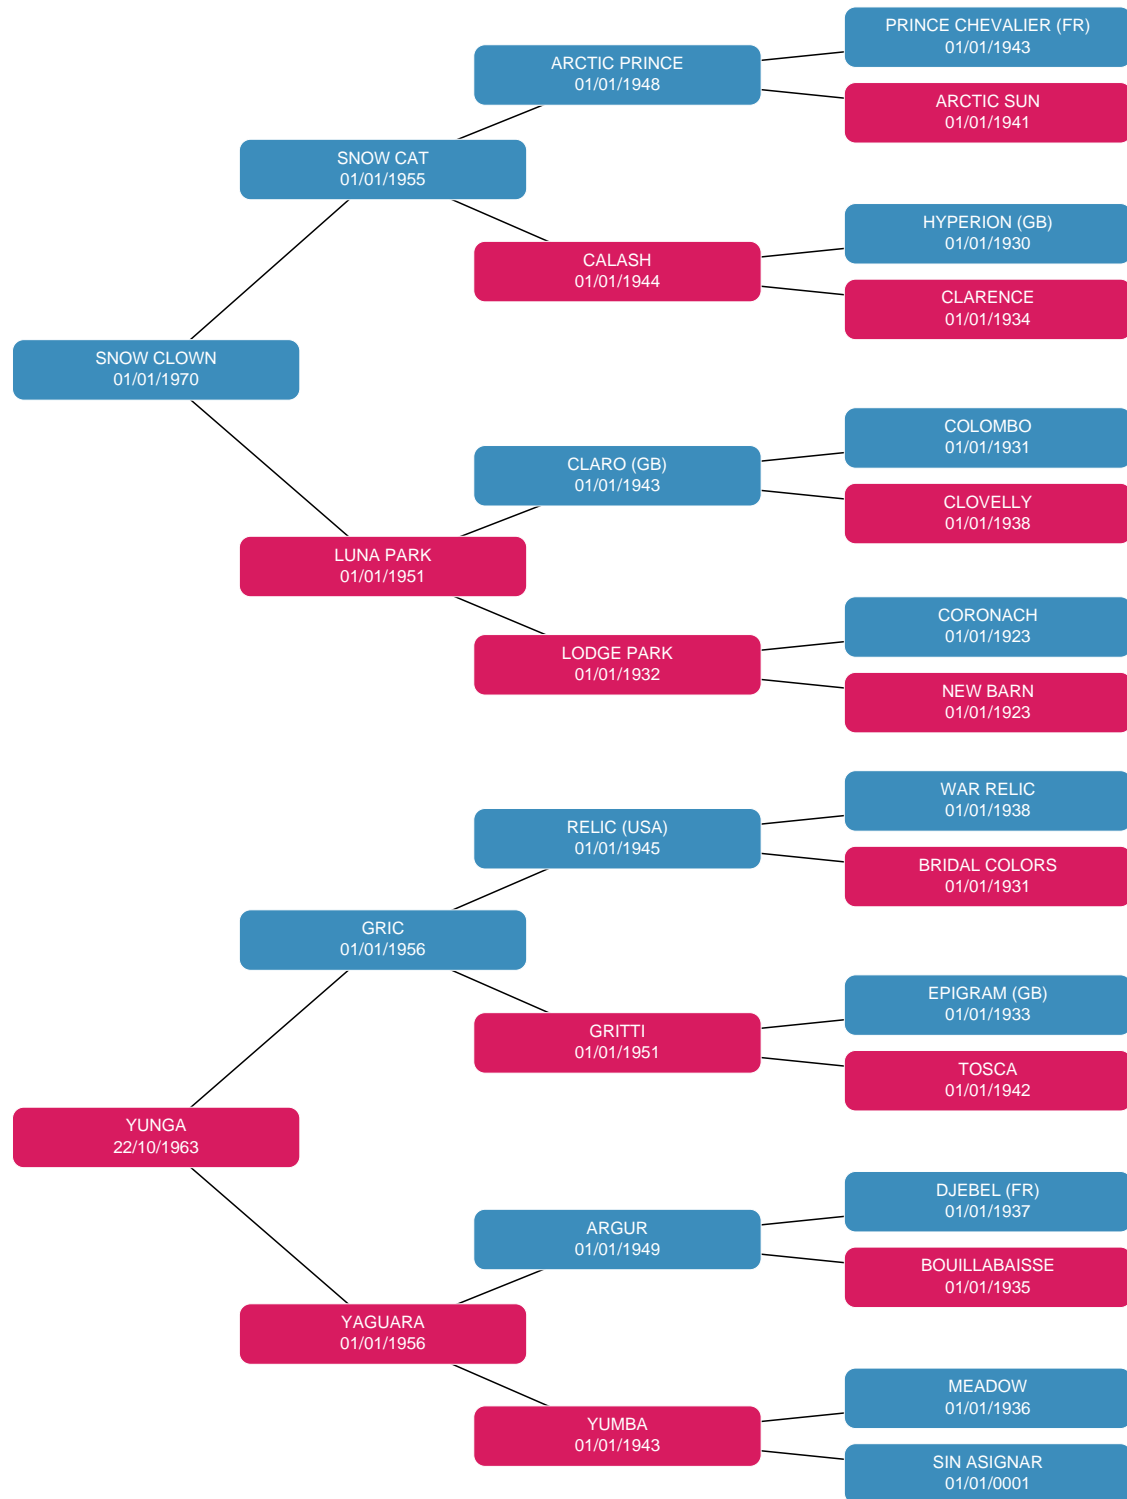 PRINCE CHEVALIER (FR)
01/01/1943
ARCTIC PRINCE
01/01/1948
ARCTIC SUN
01/01/1941
SNOW CAT
01/01/1955
HYPERION (GB)
01/01/1930
CALASH
01/01/1944
CLARENCE
01/01/1934
SNOW CLOWN
01/01/1970
COLOMBO
01/01/1931
CLARO (GB)
01/01/1943
CLOVELLY
01/01/1938
LUNA PARK
01/01/1951
CORONACH
01/01/1923
LODGE PARK
01/01/1932
NEW BARN
01/01/1923
WAR RELIC
01/01/1938
RELIC (USA)
01/01/1945
BRIDAL COLORS
01/01/1931
GRIC
01/01/1956
EPIGRAM (GB)
01/01/1933
GRITTI
01/01/1951
TOSCA
01/01/1942
YUNGA
22/10/1963
DJEBEL (FR)
01/01/1937
ARGUR
01/01/1949
BOUILLABAISSE
01/01/1935
YAGUARA
01/01/1956
MEADOW
01/01/1936
YUMBA
01/01/1943
SIN ASIGNAR
01/01/0001